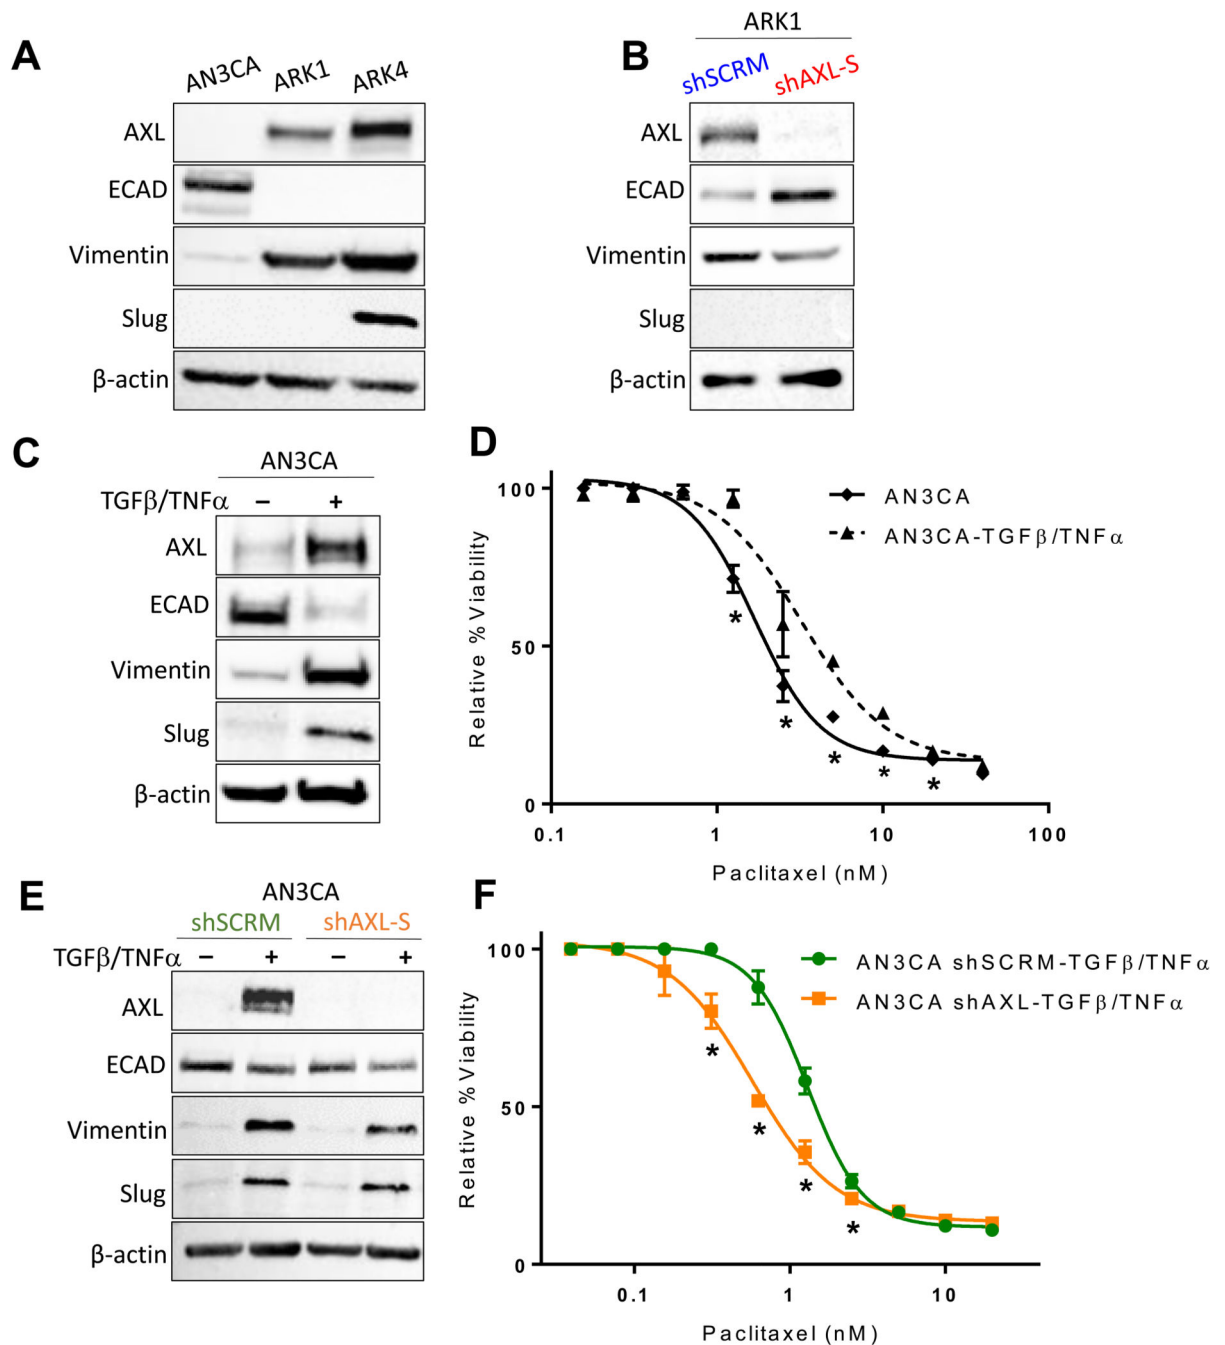 A
AN3CA ARK1 ARK4
AXL
ECAD
Vimentin
Slug
β-actin
B
ARK1
shSCRM shAXL-S
AXL
ECAD
Vimentin
Slug
β-actin
C
AN3CA
TGFβ/TNFα − +
AXL
ECAD
Vimentin
Slug
β-actin
D
Relative % Viability
100
50
0
0.1 1 10 100
Paclitaxel (nM)
AN3CA
AN3CA-TGFβ/TNFα
* * * * *
E
AN3CA
shSCRM shAXL-S
TGFβ/TNFα − + − +
AXL
ECAD
Vimentin
Slug
β-actin
F
Relative % Viability
100
50
0
0.1 1 10
Paclitaxel (nM)
AN3CA shSCRM-TGFβ/TNFα
AN3CA shAXL-TGFβ/TNFα
* * * *